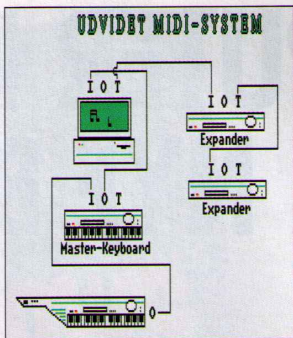 UDVIDET MIDI-SYSTEM
I O T
I O T
Expander
I O T
Expander
I O T
Master-Keyboard
O